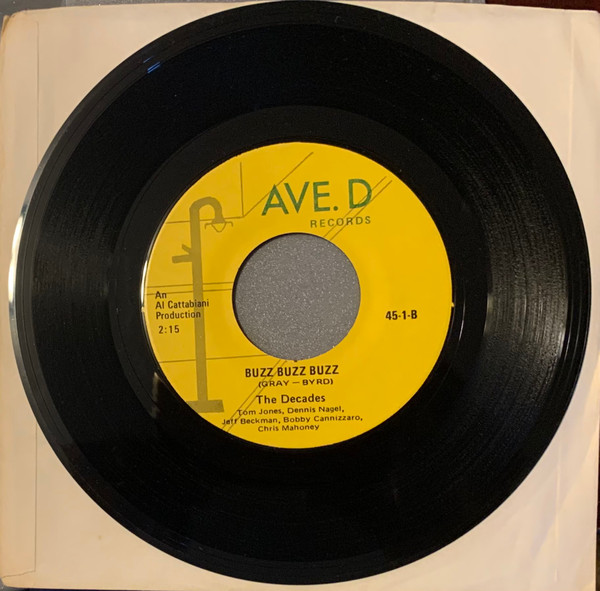 AVE. D
RECORDS
An
Al Cattabiani
Production
2:15
45-1-B
BUZZ BUZZ BUZZ
(GRAY — BYRD)
The Decades
Tom Jones, Dennis Nagel,
Jeff Beckman, Bobby Cannizzaro,
Chris Mahoney